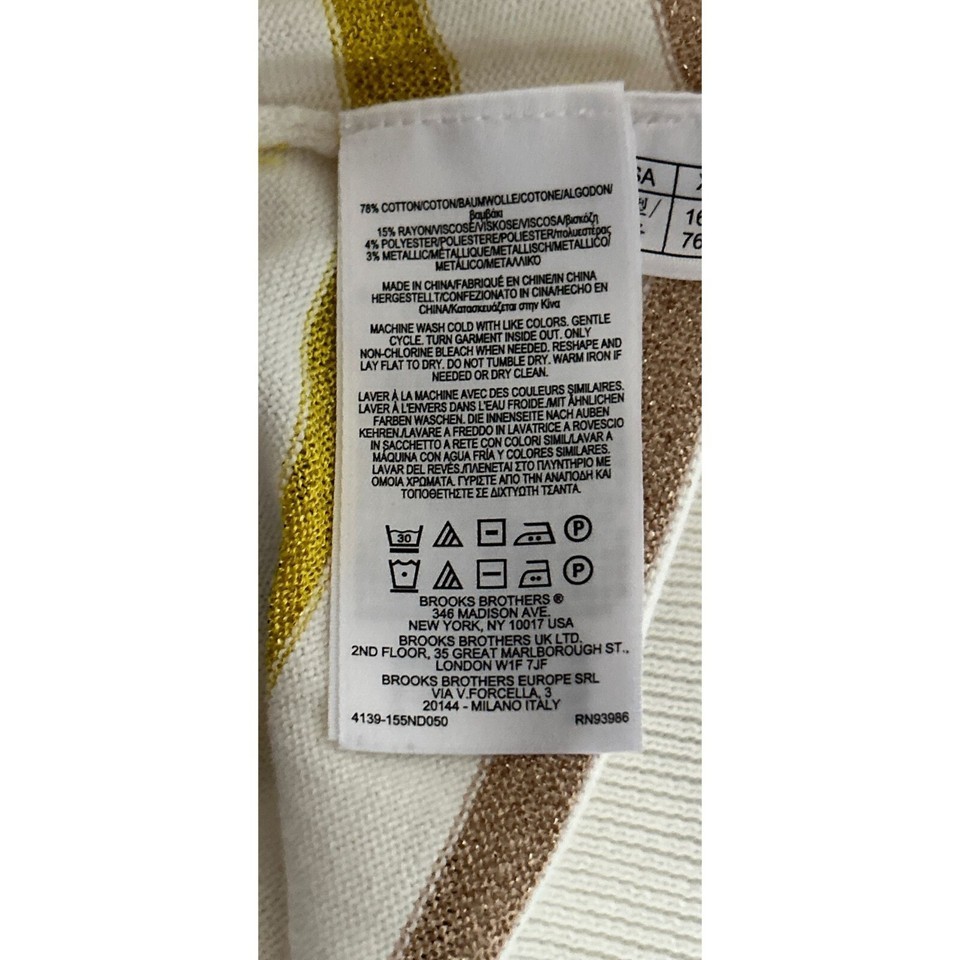 78% COTTON/COTON/BAUMWOLLE/COTONE/ALGODON/
βαμβάκι
15% RAYON/VISCOSE/VISKOSE/VISCOSA/βισκόζη
4% POLYESTER/POLIESTERE/POLIESTER/πολυεστέρας
3% METALLIC/MÉTALLIQUE/METALLISCH/METALLICO/
METÁLICO/ΜΕΤΑΛΛΙΚΌ
MADE IN CHINA/FABRIQUÉ EN CHINE/IN CHINA
HERGESTELLT/CONFEZIONATO IN CINA/HECHO EN
CHINA/Κατασκευάζεται στην Κίνα
MACHINE WASH COLD WITH LIKE COLORS. GENTLE
CYCLE. TURN GARMENT INSIDE OUT. ONLY
NON-CHLORINE BLEACH WHEN NEEDED. RESHAPE AND
LAY FLAT TO DRY. DO NOT TUMBLE DRY. WARM IRON IF
NEEDED OR DRY CLEAN.
LAVER À LA MACHINE AVEC DES COULEURS SIMILAIRES.
LAVER À L'ENVERS DANS L'EAU FROIDE./MIT ÄHNLICHEN
FARBEN WASCHEN. DIE INNENSEITE NACH AUBEN
KEHREN./LAVARE A FREDDO IN LAVATRICE A ROVESCIO
IN SACCHETTO A RETE CON COLORI SIMIL/LAVAR A
MÁQUINA CON AGUA FRÍA Y COLORES SIMILARES.
LAVAR DEL REVÉS./ΠΛΕΝΕΤΑΙ ΣΤΟ ΠΛΥΝΤΗΡΙΟ ΜΕ
ΟΜΟΙΑ ΧΡΩΜΑΤΑ. ΓΥΡΙΣΤΕ ΑΠΟ ΤΗΝ ΑΝΑΠΟΔΗ ΚΑΙ
ΤΟΠΟΘΕΤΗΣΤΕ ΣΕ ΔΙΧΤΥΩΤΗ ΤΣΑΝΤΑ.
30 P
P
BROOKS BROTHERS ®
346 MADISON AVE.
NEW YORK, NY 10017 USA
BROOKS BROTHERS UK LTD.
2ND FLOOR, 35 GREAT MARLBOROUGH ST.,
LONDON W1F 7JF
BROOKS BROTHERS EUROPE SRL
VIA V.FORCELLA, 3
20144 - MILANO ITALY
4139-155ND050 RN93986